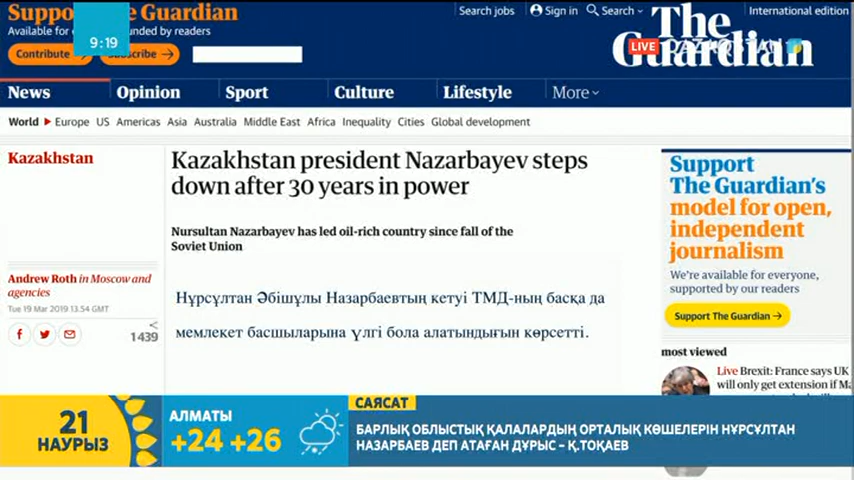 Support The Guardian
Available for everyone, funded by readers
Contribute → Subscribe →
Search jobs
Sign in
Search
International edition
The Guardian
9:19
LIVE QAZAQSTAN
News
Opinion
Sport
Culture
Lifestyle
More
World Europe US Americas Asia Australia Middle East Africa Inequality Cities Global development
Kazakhstan
Kazakhstan president Nazarbayev steps
down after 30 years in power
Nursultan Nazarbayev has led oil-rich country since fall of the
Soviet Union
Andrew Roth in Moscow and
agencies
Tue 19 Mar 2019 13.54 GMT
1439
Нұрсұлтан Әбішұлы Назарбаевтың кетуі ТМД-ның басқа да
мемлекет басшыларына үлгі бола алатындығын көрсетті.
Support
The Guardian's
model for open,
independent
journalism
We're available for everyone,
supported by our readers
Support The Guardian →
most viewed
Live Brexit: France says UK
will only get extension if Ma
21
НАУРЫЗ
АЛМАТЫ
+24 +26
САЯСАТ
БАРЛЫҚ ОБЛЫСТЫҚ ҚАЛАЛАРДЫҢ ОРТАЛЫҚ КӨШЕЛЕРІН НҰРСҰЛТАН
НАЗАРБАЕВ ДЕП АТАҒАН ДҰРЫС – Қ.ТОҚАЕВ